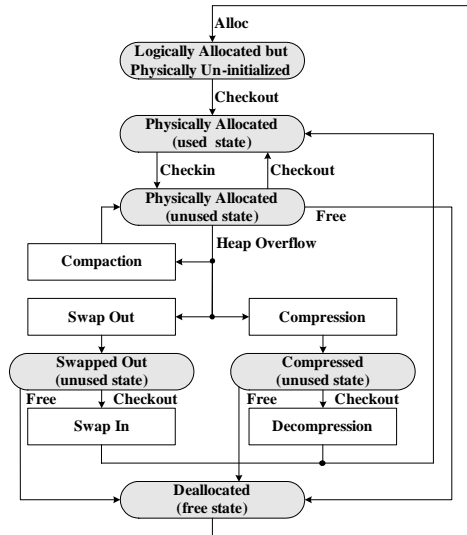 Alloc
Logically Allocated but
Physically Un-initialized
Checkout
Physically Allocated
(used state)
Checkin
Checkout
Physically Allocated
(unused state)
Free
Heap Overflow
Compaction
Swap Out
Compression
Swapped Out
(unused state)
Compressed
(unused state)
Free
Checkout
Free
Checkout
Swap In
Decompression
Deallocated
(free state)